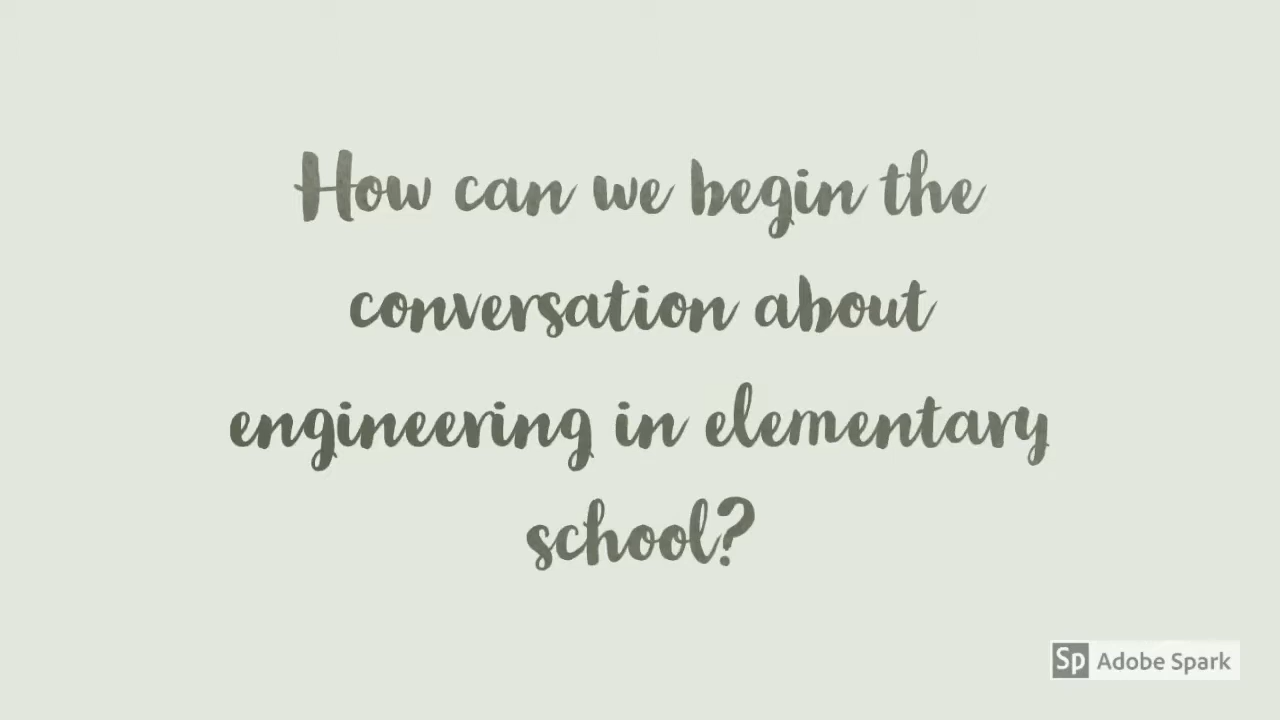 How can we begin the
conversation about
engineering in elementary
school?
Sp Adobe Spark